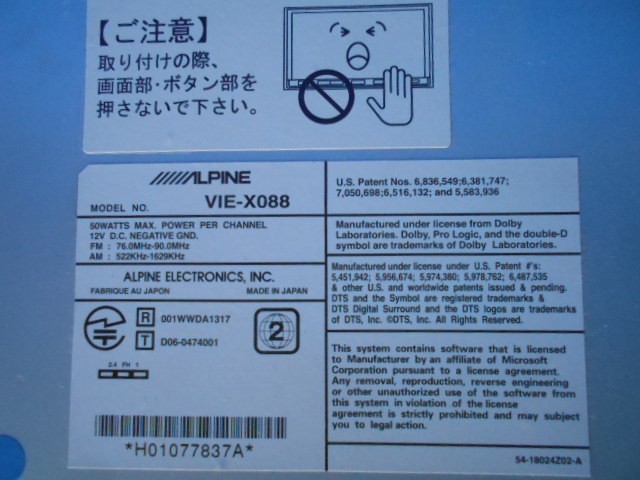 【ご注意】
取り付けの際、
画面部・ボタン部を
押さないで下さい。
ALPINE
MODEL NO. VIE-X088
50WATTS MAX. POWER PER CHANNEL
12V D.C. NEGATIVE GND.
FM : 76.0MHz-90.0MHz
AM : 522KHz-1629KHz
ALPINE ELECTRONICS, INC.
FABRIQUE AU JAPON MADE IN JAPAN
R 001WWDA1317
T D06-0474001
2
2.4 FH 1
*H01077837A*
U.S. Patent Nos. 6,836,549;6,381,747;
7,050,698;6,516,132; and 5,583,936
Manufactured under license from Dolby
Laboratories. Dolby, Pro Logic, and the double-D
symbol are trademarks of Dolby Laboratories.
Manufactured under license under U.S. Patent #'s:
5,451,942; 5,956,674; 5,974,380; 5,978,762; 6,487,535
& other U.S. and worldwide patents issued & pending.
DTS and the Symbol are registered trademarks &
DTS Digital Surround and the DTS logos are trademarks
of DTS, Inc. ©DTS, Inc. All Rights Reserved.
This system contains software that is licensed
to Manufacturer by an affiliate of Microsoft
Corporation pursuant to a license agreement.
Any removal, reproduction, reverse engineering
or other unauthorized use of the software from
this system in violation of the license
agreement is strictly prohibited and may subject
you to legal action.
54-18024Z02-A